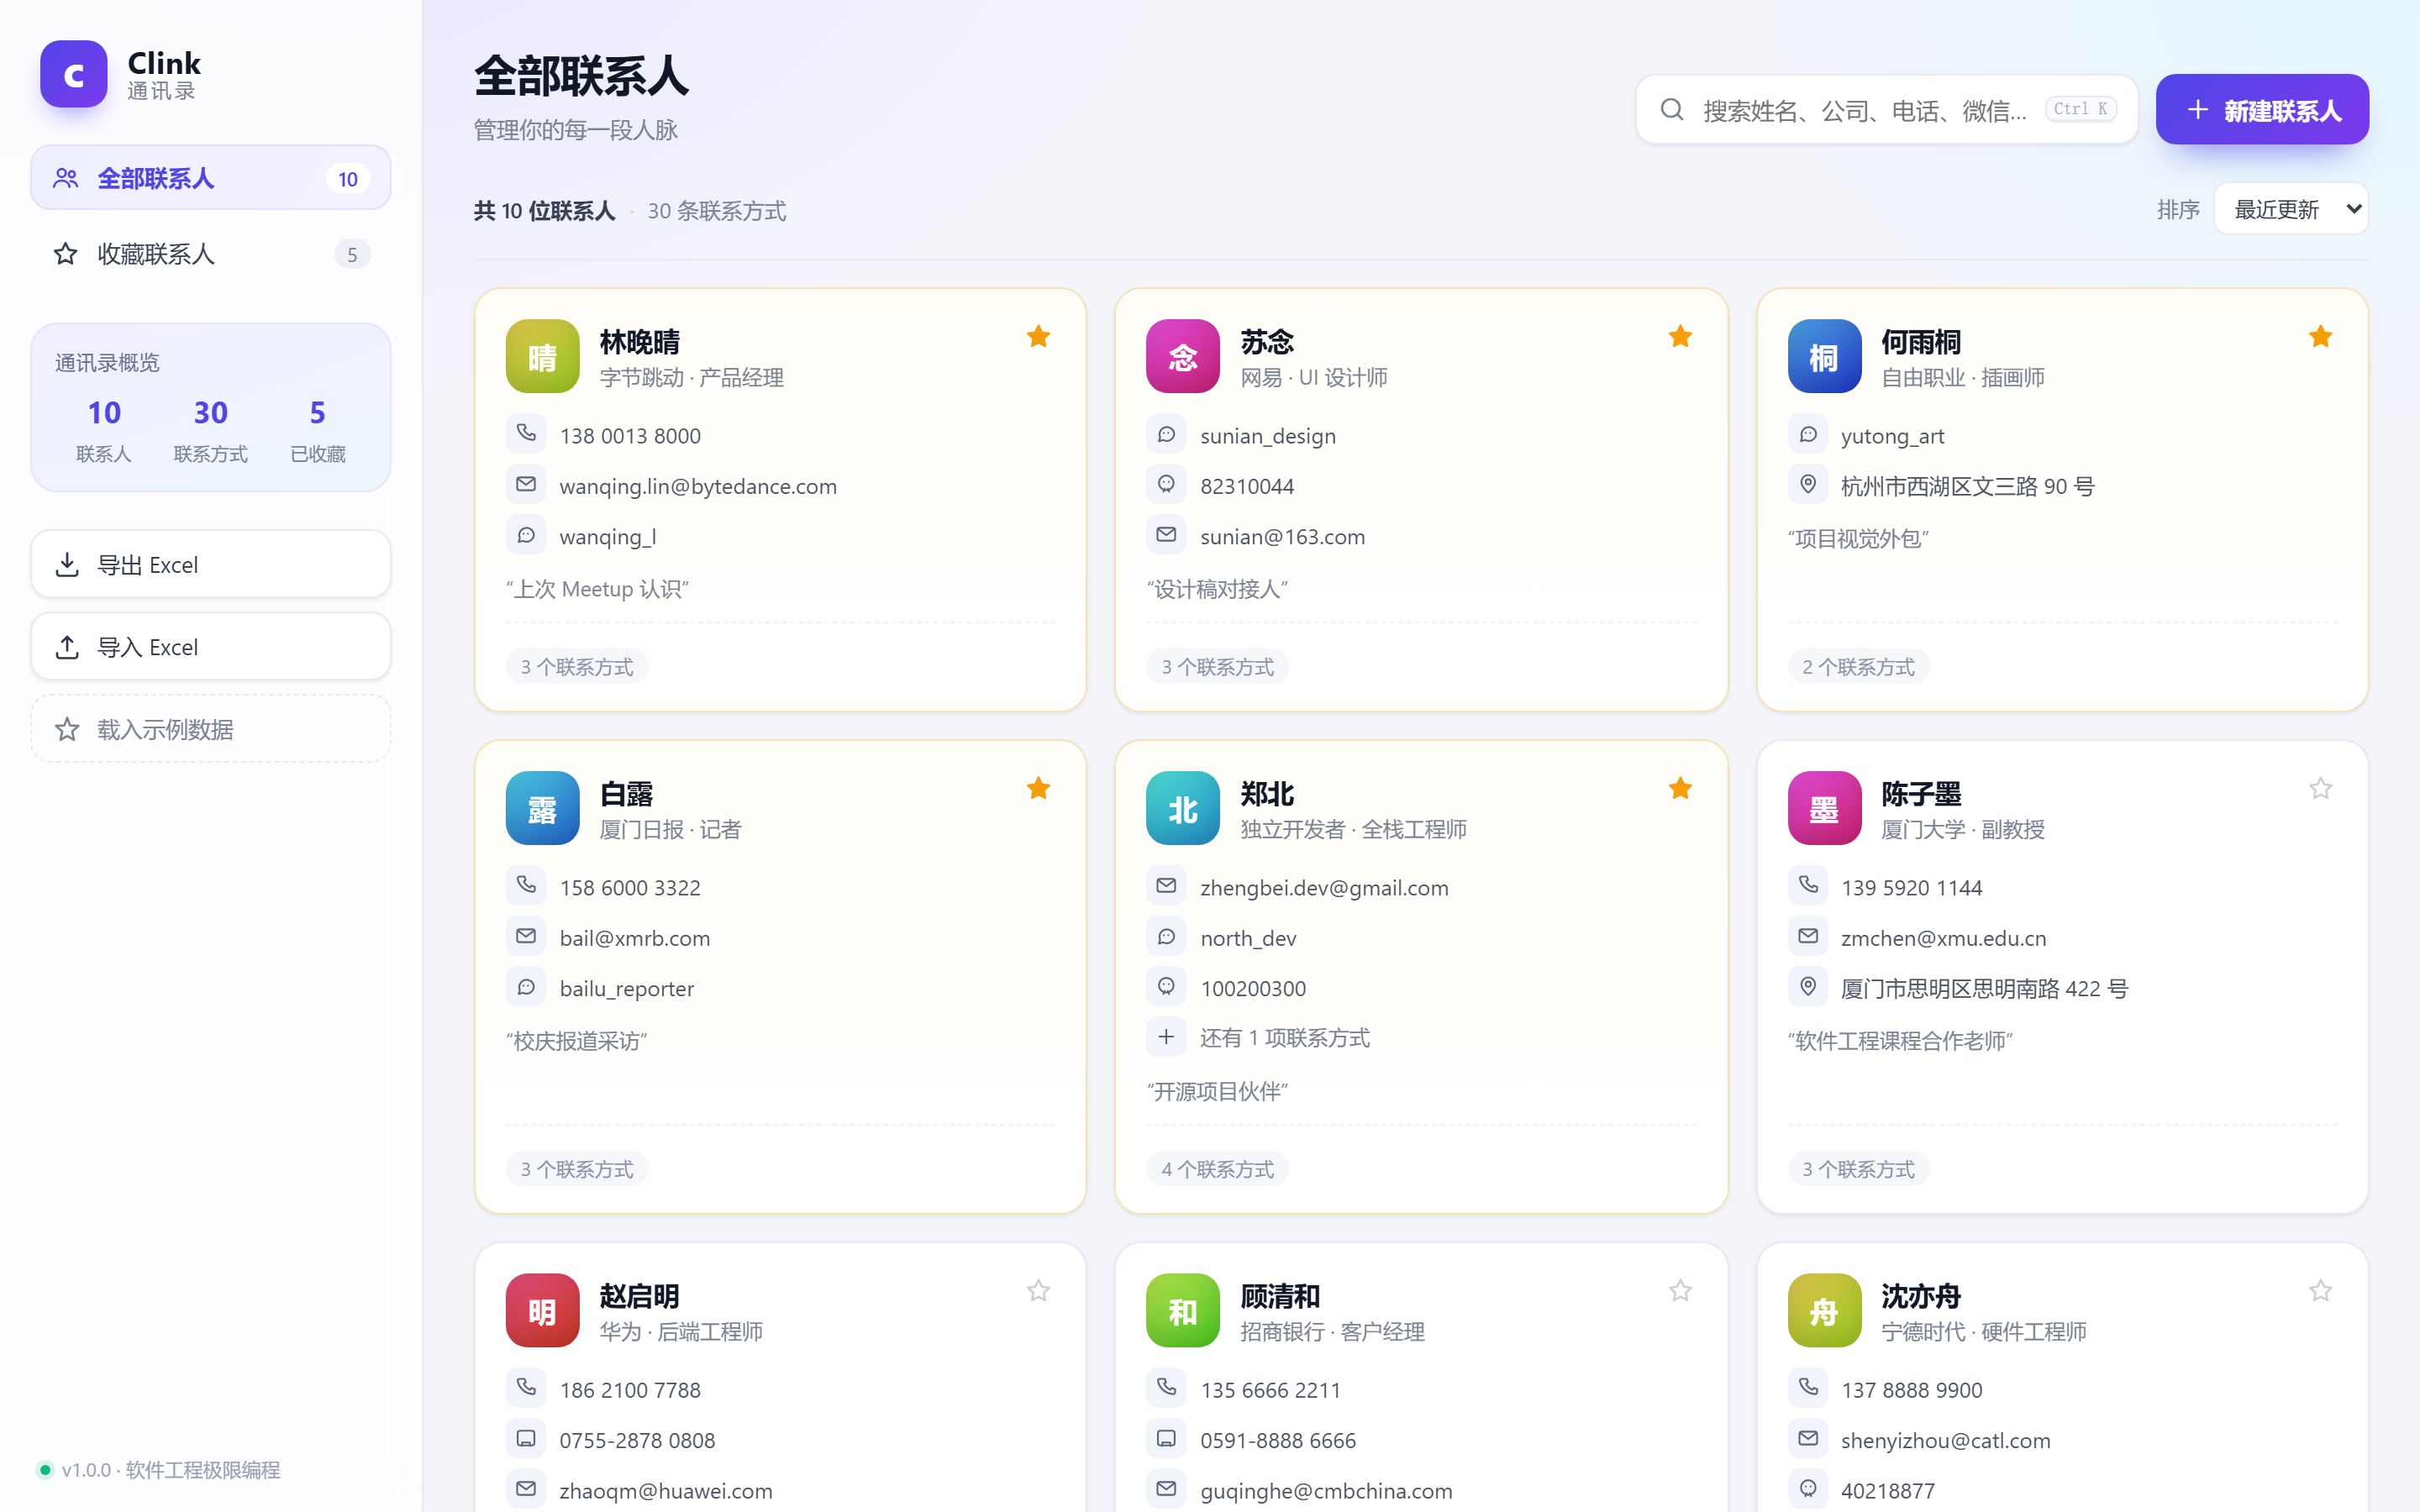 C
Clink
通讯录
全部联系人 10
收藏联系人 5
通讯录概览
10 30 5
联系人 联系方式 已收藏
导出 Excel
导入 Excel
载入示例数据
v1.0.0 · 软件工程极限编程
全部联系人
管理你的每一段人脉
搜索姓名、公司、电话、微信... Ctrl K
新建联系人
共 10 位联系人 · 30 条联系方式
排序 最近更新
晴
林晚晴
字节跳动 · 产品经理
138 0013 8000
wanqing.lin@bytedance.com
wanqing_l
“上次 Meetup 认识”
3 个联系方式
念
苏念
网易 · UI 设计师
sunian_design
82310044
sunian@163.com
“设计稿对接人”
3 个联系方式
桐
何雨桐
自由职业 · 插画师
yutong_art
杭州市西湖区文三路 90 号
“项目视觉外包”
2 个联系方式
露
白露
厦门日报 · 记者
158 6000 3322
bail@xmrb.com
bailu_reporter
“校庆报道采访”
3 个联系方式
北
郑北
独立开发者 · 全栈工程师
zhengbei.dev@gmail.com
north_dev
100200300
还有 1 项联系方式
“开源项目伙伴”
4 个联系方式
墨
陈子墨
厦门大学 · 副教授
139 5920 1144
zmchen@xmu.edu.cn
厦门市思明区思明南路 422 号
“软件工程课程合作老师”
3 个联系方式
明
赵启明
华为 · 后端工程师
186 2100 7788
0755-2878 0808
zhaoqm@huawei.com
和
顾清和
招商银行 · 客户经理
135 6666 2211
0591-8888 6666
guqinghe@cmbchina.com
舟
沈亦舟
宁德时代 · 硬件工程师
137 8888 9900
shenyizhou@catl.com
40218877